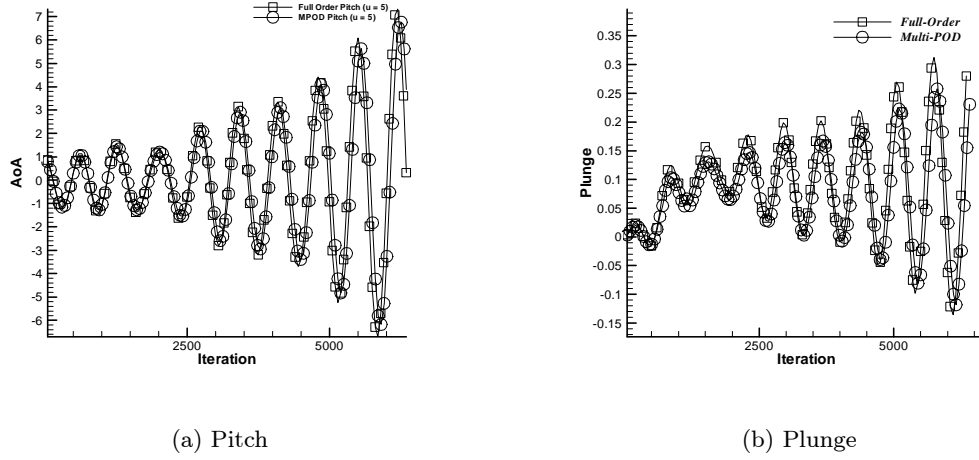 Full Order Pitch (u = 5)
MPOD Pitch (u = 5)
7
6
5
4
3
2
1
0
-1
-2
-3
-4
-5
-6
AoA
2500
5000
Iteration
(a) Pitch
Full-Order
Multi-POD
0.35
0.3
0.25
0.2
0.15
0.1
0.05
0
-0.05
-0.1
-0.15
Plunge
2500
5000
Iteration
(b) Plunge